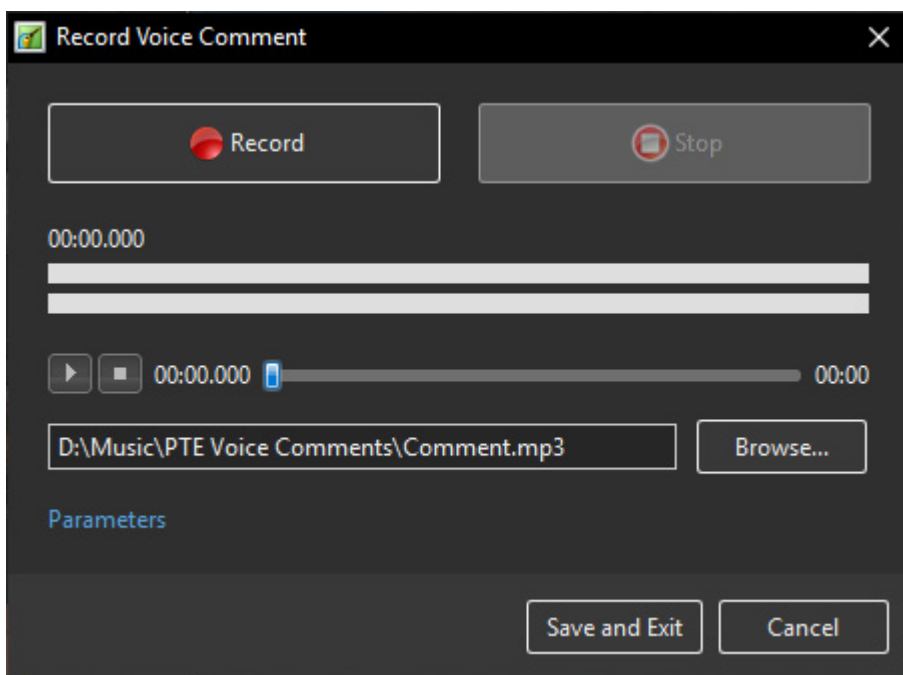 Record Voice Comment
Record
Stop
00:00.000
00:00.000
00:00
D:\Music\PTE Voice Comments\Comment.mp3
Browse...
Parameters
Save and Exit
Cancel